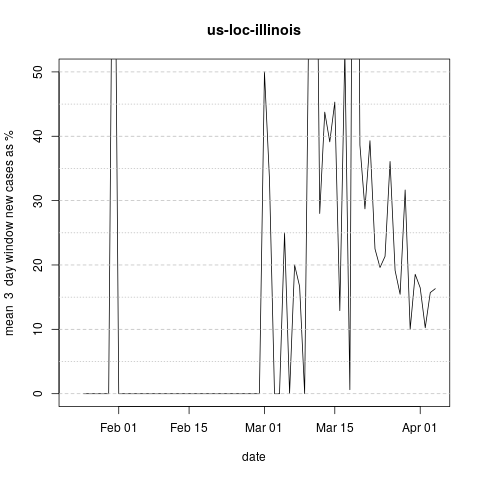 us-loc-illinois
mean  3  day window new cases as %
50
40
30
20
10
0
Feb 01
Feb 15
Mar 01
Mar 15
Apr 01
date